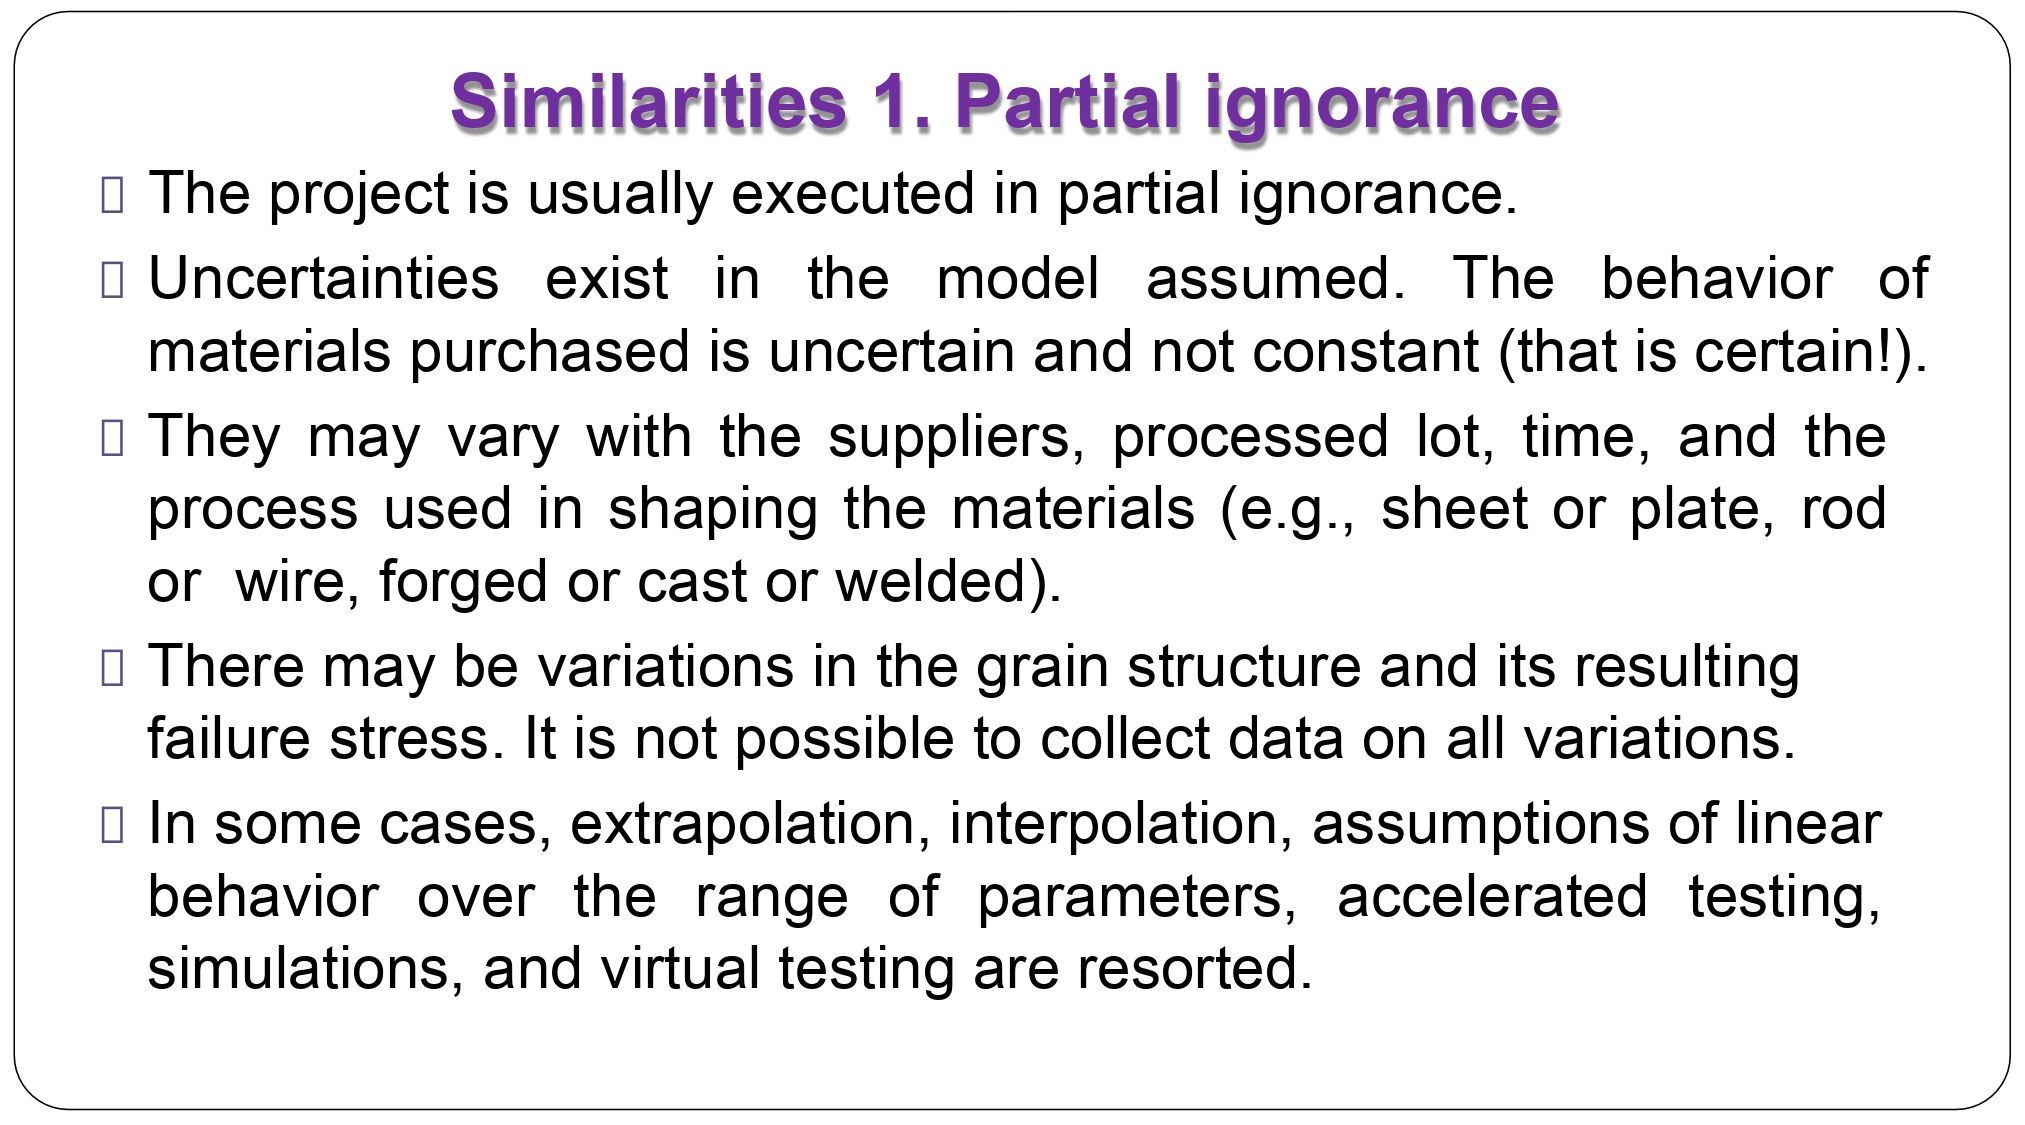 Similarities 1. Partial ignorance
The project is usually executed in partial ignorance.
Uncertainties exist in the model assumed. The behavior of
materials purchased is uncertain and not constant (that is certain!).
They may vary with the suppliers, processed lot, time, and the
process used in shaping the materials (e.g., sheet or plate, rod
or wire, forged or cast or welded).
There may be variations in the grain structure and its resulting
failure stress. It is not possible to collect data on all variations.
In some cases, extrapolation, interpolation, assumptions of linear
behavior over the range of parameters, accelerated testing,
simulations, and virtual testing are resorted.